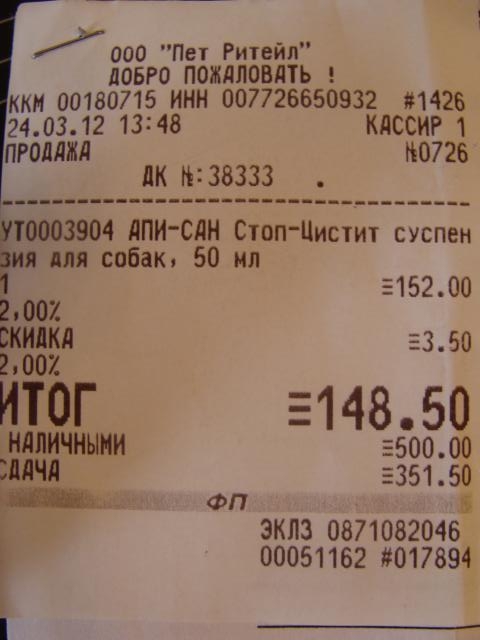 ООО "Пет Ритейл"
ДОБРО ПОЖАЛОВАТЬ !
ККМ 00180715 ИНН 007726650932 #1426
24.03.12 13:48 КАССИР 1
ПРОДАЖА №0726
ДК №:38333 .
УТ0003904 АПИ-САН Стоп-Цистит суспен
зия для собак, 50 мл
1 ≡152.00
2,00%
СКИДКА ≡3.50
2,00%
ИТОГ ≡148.50
НАЛИЧНЫМИ ≡500.00
СДАЧА ≡351.50
ФП
ЭКЛЗ 0871082046
00051162 #017894